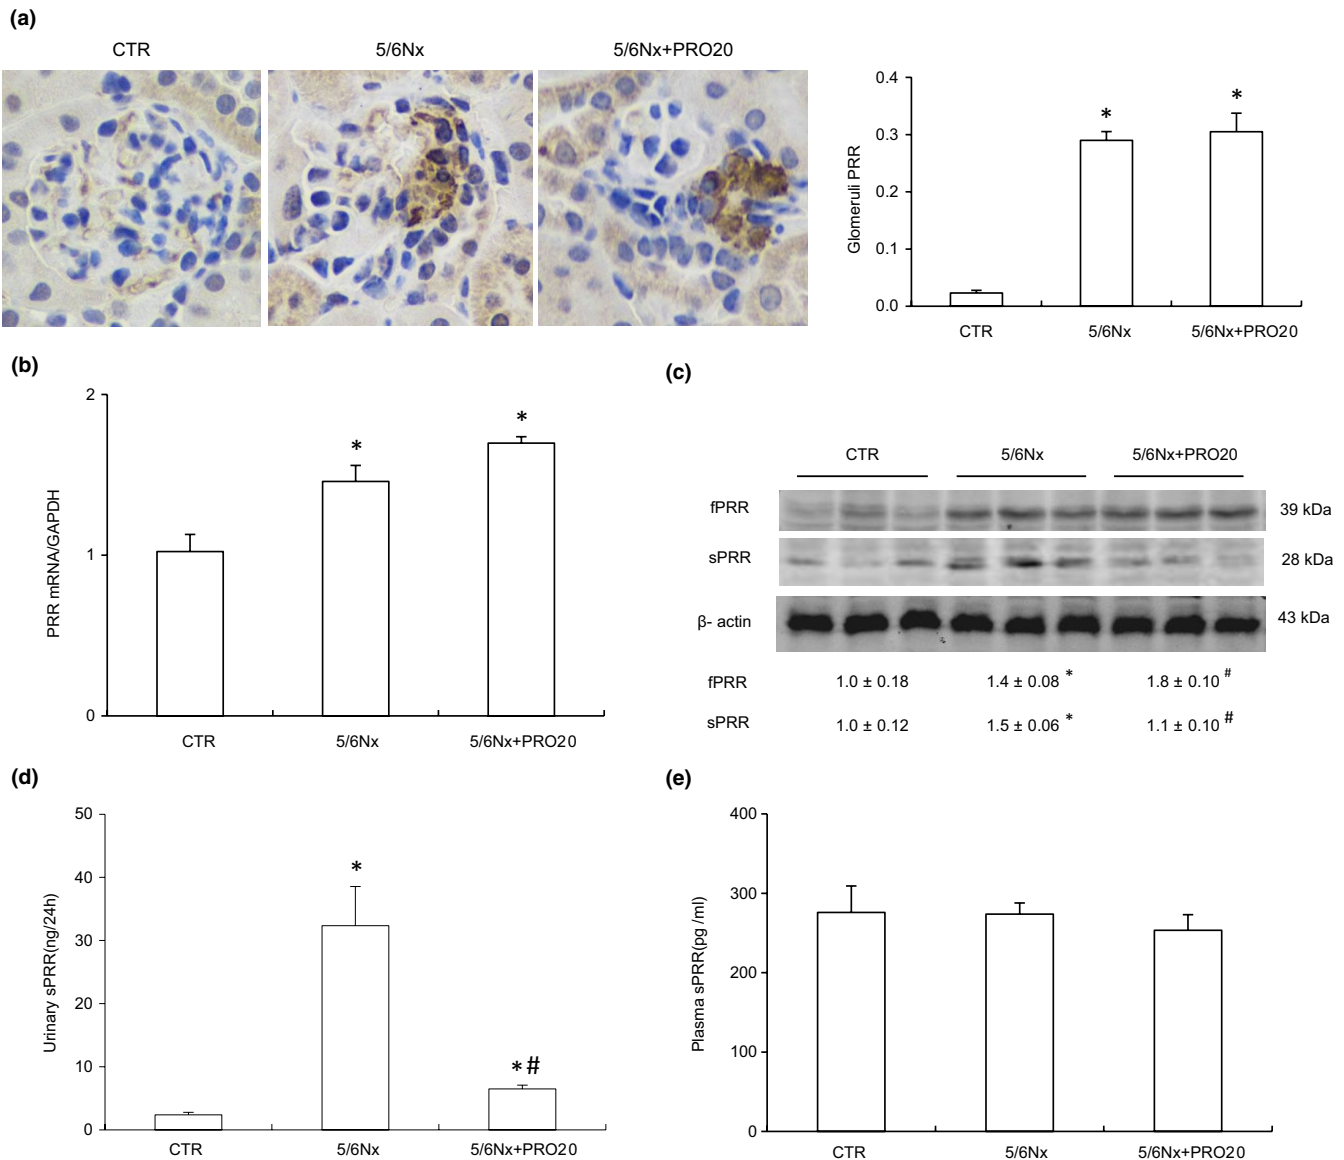 (a)
CTR 5/6Nx 5/6Nx+PRO20
0.4
0.3
0.2
0.1
0.0
Glomeruli PRR
*
*
CTR 5/6Nx 5/6Nx+PRO20
(b)
2
1
0
PRR mRNA/GAPDH
*
*
CTR 5/6Nx 5/6Nx+PRO20
(c)
CTR 5/6Nx 5/6Nx+PRO20
fPRR 39 kDa
sPRR 28 kDa
β- actin 43 kDa
fPRR 1.0 ± 0.18 1.4 ± 0.08 * 1.8 ± 0.10 #
sPRR 1.0 ± 0.12 1.5 ± 0.06 * 1.1 ± 0.10 #
(d)
50
40
30
20
10
0
Urinary sPRR(ng/24h)
*
*#
CTR 5/6Nx 5/6Nx+PRO20
(e)
400
300
200
100
0
Plasma sPRR(pg /ml)
CTR 5/6Nx 5/6Nx+PRO20